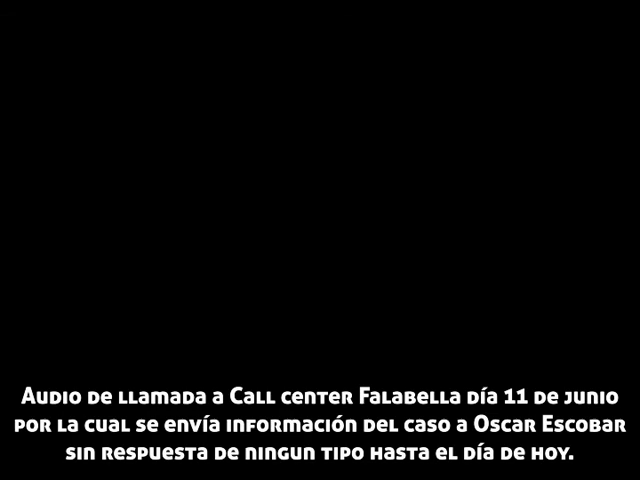 Audio de llamada a Call center Falabella día 11 de junio
por la cual se envía información del caso a Oscar Escobar
sin respuesta de ningun tipo hasta el día de hoy.